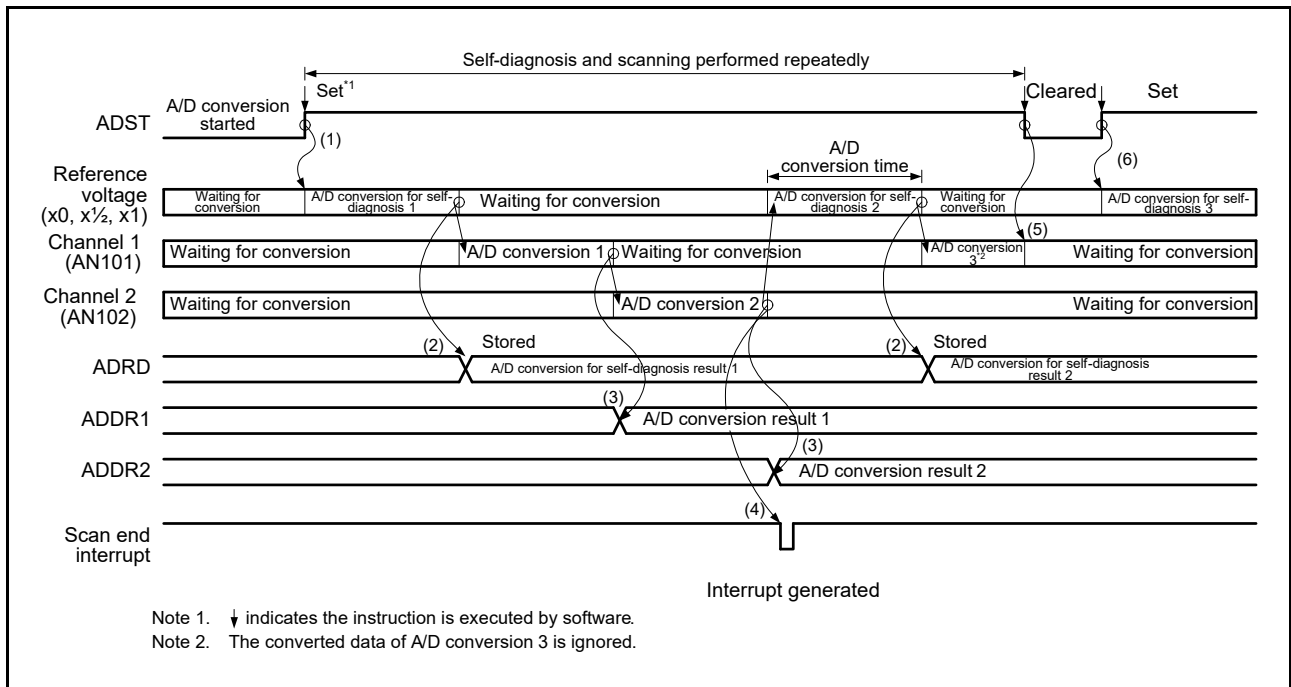 Self-diagnosis and scanning performed repeatedly
Set*1
Cleared
Set
A/D conversion
started
ADST
(1)
A/D
conversion time
(6)
Reference
voltage
(x0, x½, x1)
Waiting for
conversion
A/D conversion for self-
diagnosis 1
Waiting for conversion
A/D conversion for self-
diagnosis 2
Waiting for
conversion
A/D conversion for self-
diagnosis 3
(5)
Channel 1
(AN101)
Waiting for conversion
A/D conversion 1
Waiting for conversion
A/D conversion
3*2
Waiting for conversion
Channel 2
(AN102)
Waiting for conversion
A/D conversion 2
Waiting for conversion
(2)
Stored
(2)
Stored
ADRD
A/D conversion for self-diagnosis result 1
A/D conversion for self-diagnosis
result 2
(3)
ADDR1
A/D conversion result 1
(3)
ADDR2
A/D conversion result 2
(4)
Scan end
interrupt
Interrupt generated
Note 1. ↓ indicates the instruction is executed by software.
Note 2. The converted data of A/D conversion 3 is ignored.